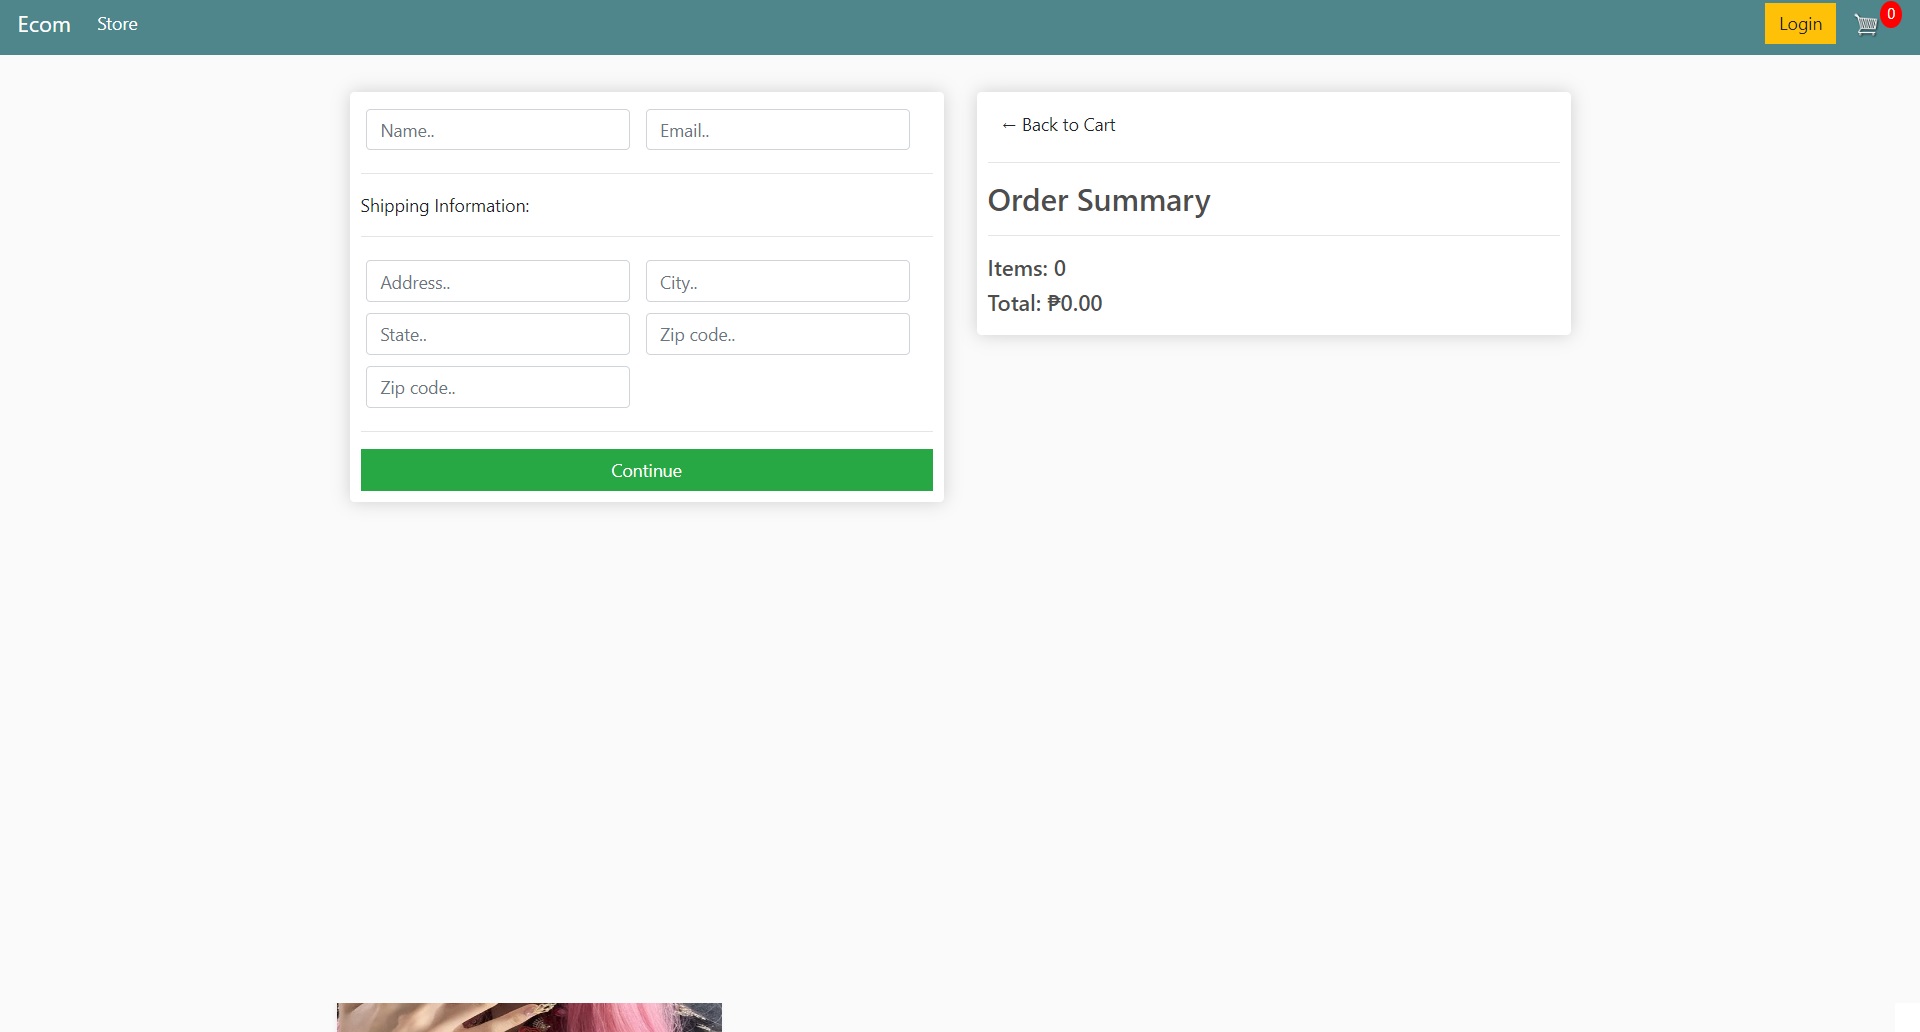 Ecom Store Login 0
Name.. Email..
Shipping Information:
Address.. City..
State.. Zip code..
Zip code..
Continue
← Back to Cart
Order Summary
Items: 0
Total: ₱0.00